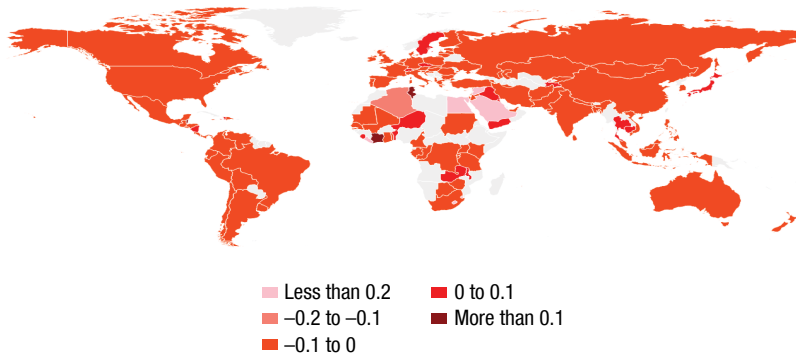 Less than 0.2
–0.2 to –0.1
–0.1 to 0
0 to 0.1
More than 0.1